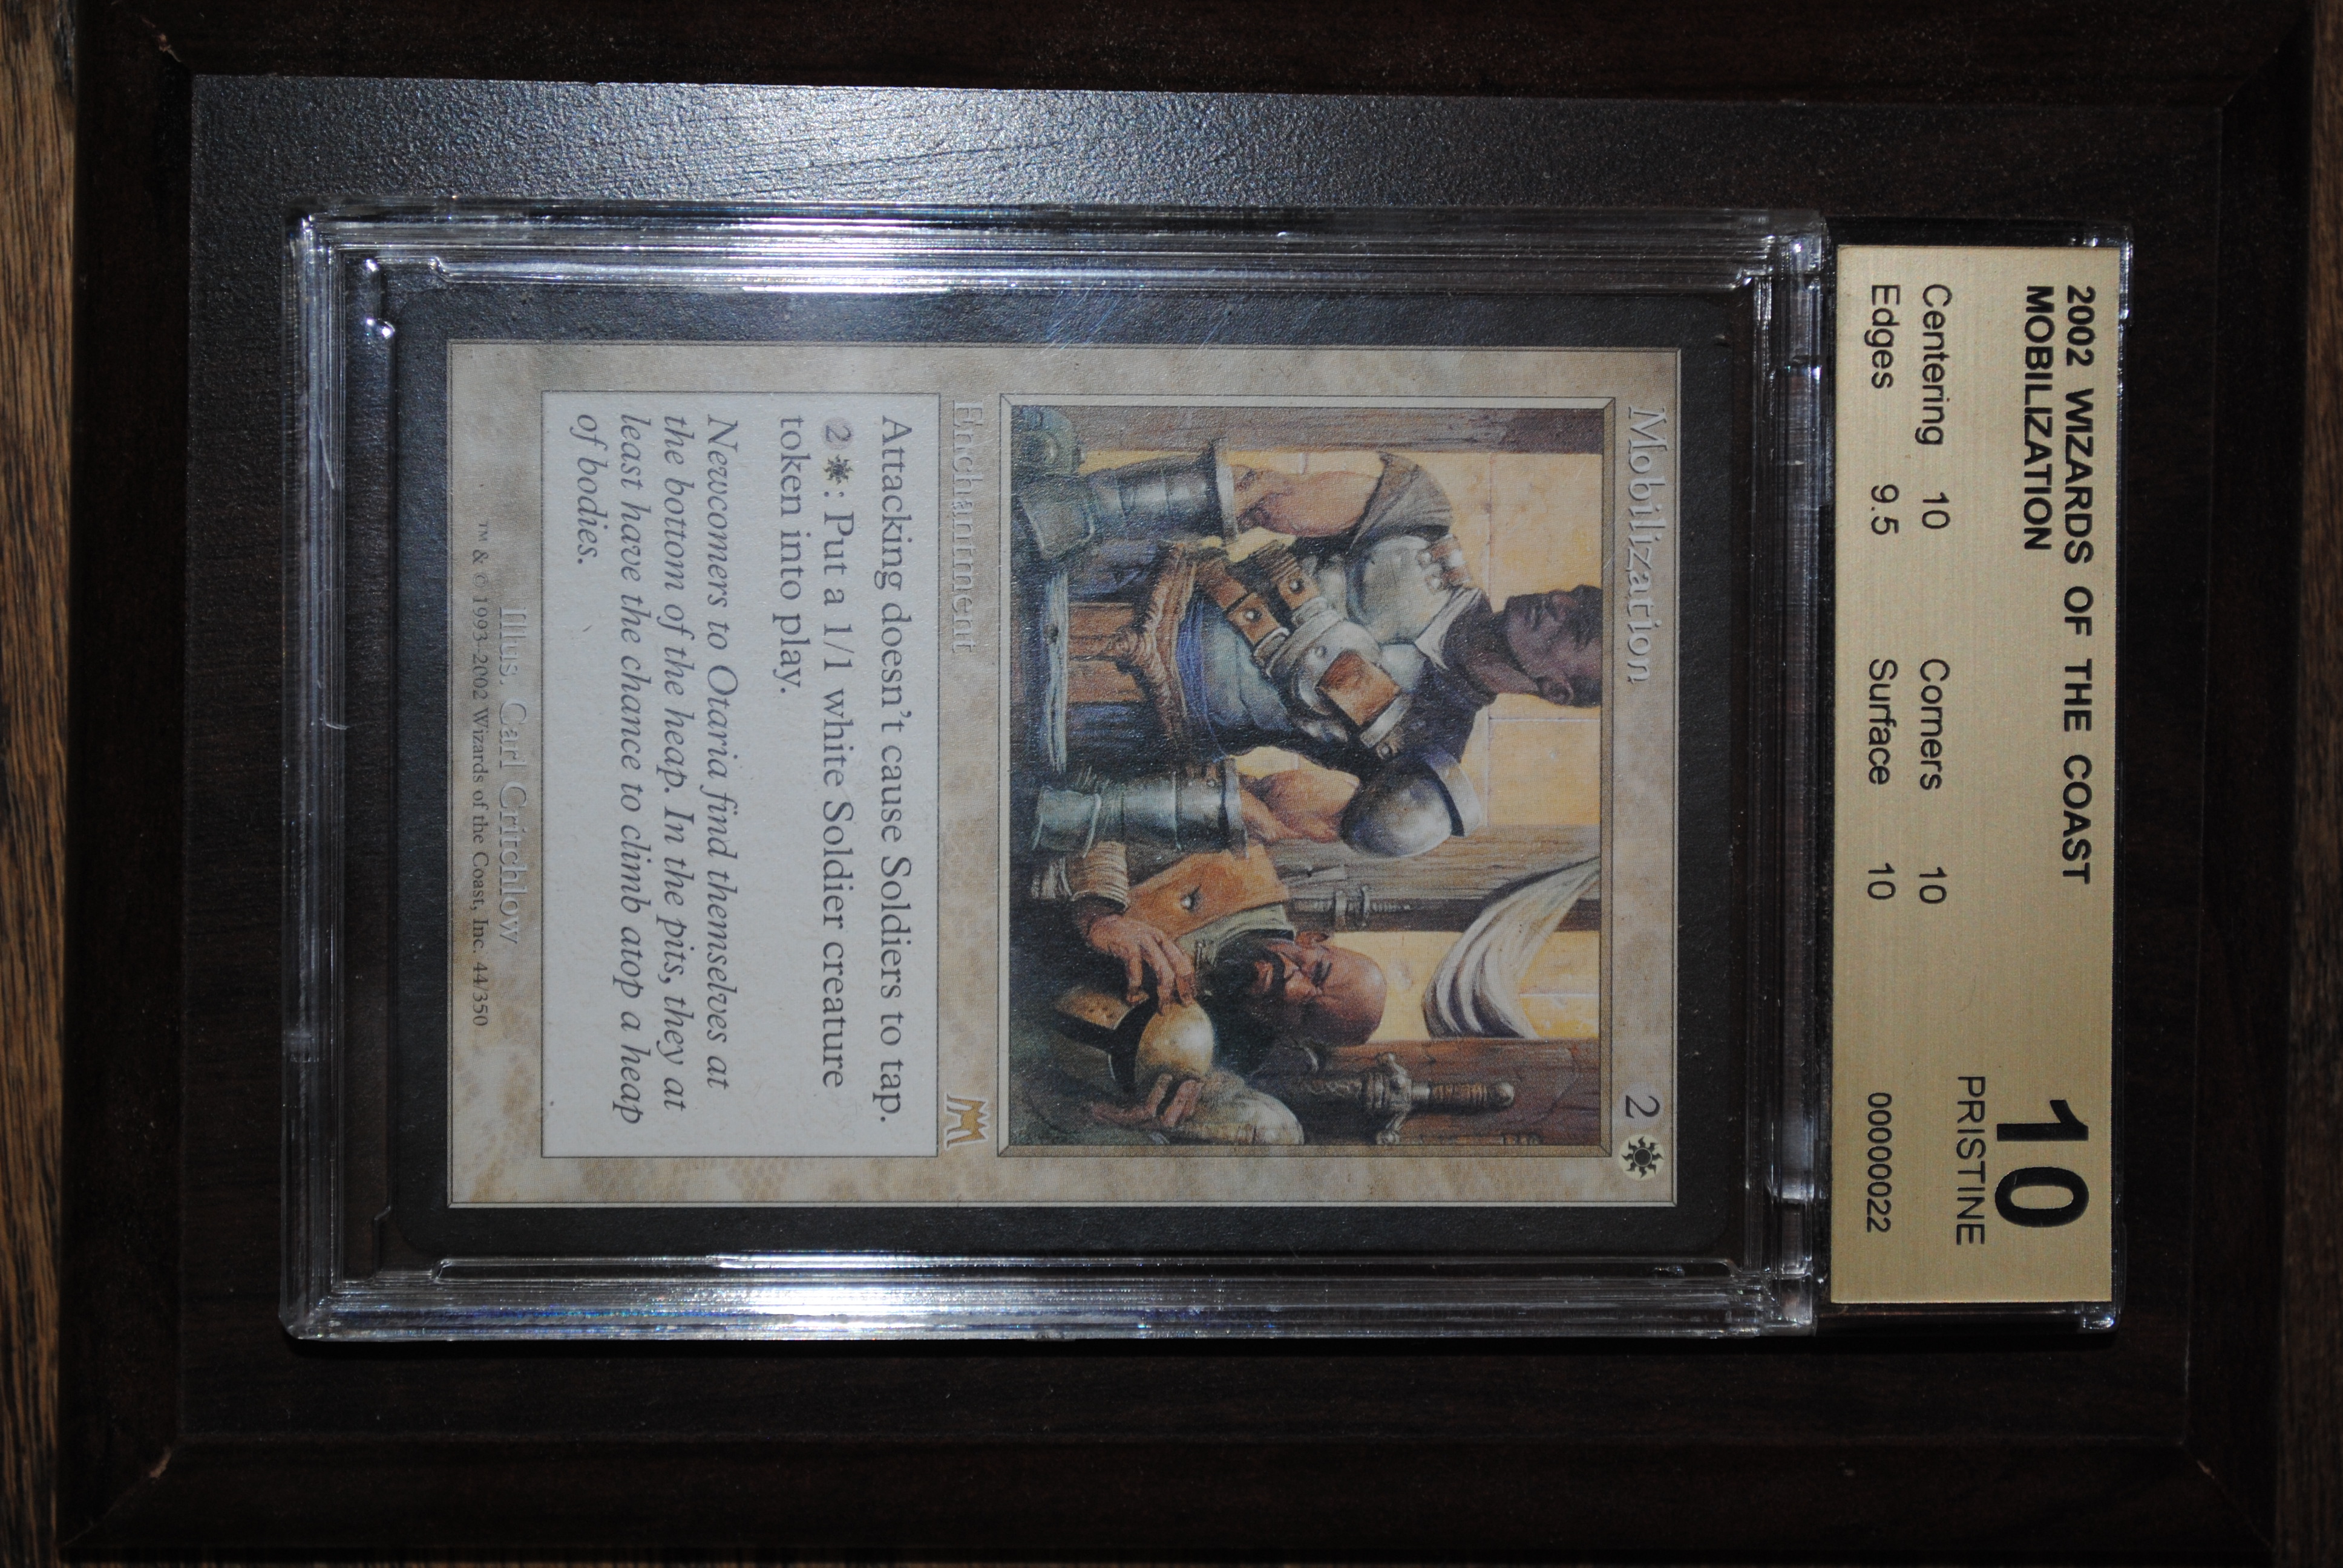 2002 WIZARDS OF THE COAST
MOBILIZATION
10
PRISTINE
Centering 10 Corners 10
Edges 9.5 Surface 10
00000022
Mobilization 2
Enchantment
Attacking doesn't cause Soldiers to tap.
2 : Put a 1/1 white Soldier creature
token into play.
Newcomers to Otaria find themselves at
the bottom of the heap. In the pits, they at
least have the chance to climb atop a heap
of bodies.
Illus. Carl Critchlow
™ & © 1993-2002 Wizards of the Coast, Inc. 44/350